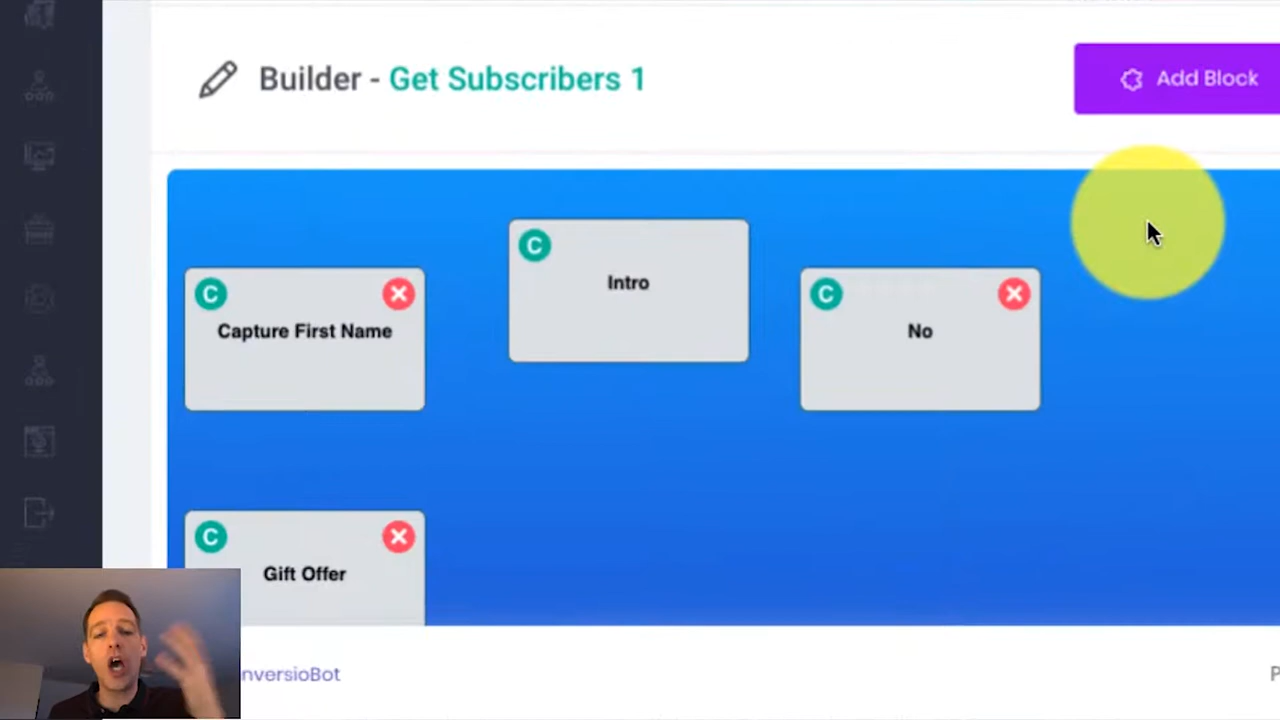 Builder - Get Subscribers 1
Add Block
C
Intro
C
Capture First Name
C
No
C
Gift Offer
nversioBot
P